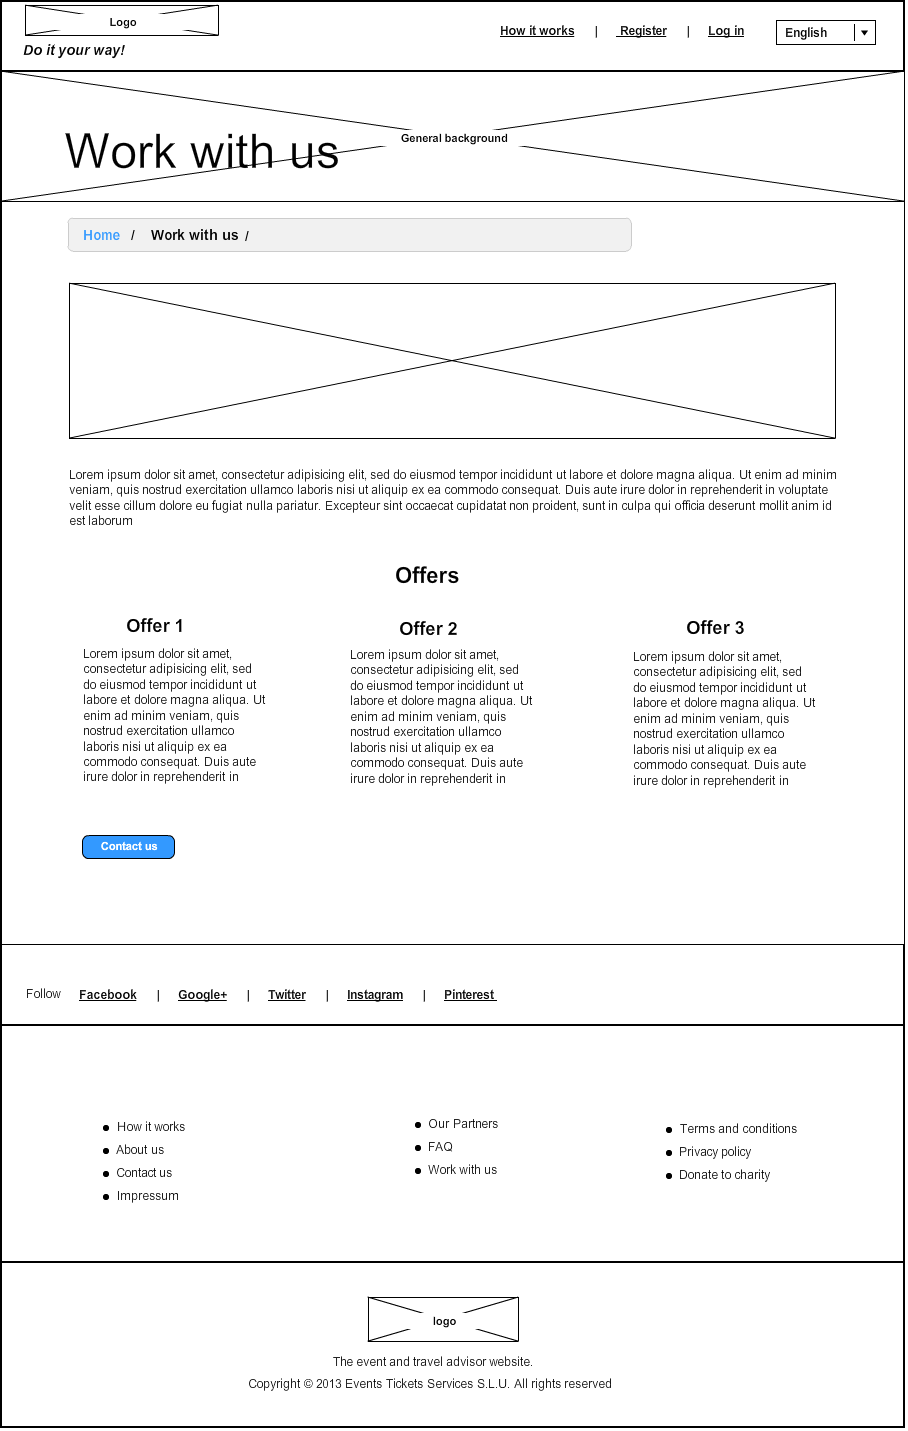 Logo
Do it your way!
How it works | Register | Log in
English
General background
Work with us
Home / Work with us /
Lorem ipsum dolor sit amet, consectetur adipisicing elit, sed do eiusmod tempor incididunt ut labore et dolore magna aliqua. Ut enim ad minim
veniam, quis nostrud exercitation ullamco laboris nisi ut aliquip ex ea commodo consequat. Duis aute irure dolor in reprehenderit in voluptate
velit esse cillum dolore eu fugiat nulla pariatur. Excepteur sint occaecat cupidatat non proident, sunt in culpa qui officia deserunt mollit anim id
est laborum
Offers
Offer 1
Lorem ipsum dolor sit amet,
consectetur adipisicing elit, sed
do eiusmod tempor incididunt ut
labore et dolore magna aliqua. Ut
enim ad minim veniam, quis
nostrud exercitation ullamco
laboris nisi ut aliquip ex ea
commodo consequat. Duis aute
irure dolor in reprehenderit in
Offer 2
Lorem ipsum dolor sit amet,
consectetur adipisicing elit, sed
do eiusmod tempor incididunt ut
labore et dolore magna aliqua. Ut
enim ad minim veniam, quis
nostrud exercitation ullamco
laboris nisi ut aliquip ex ea
commodo consequat. Duis aute
irure dolor in reprehenderit in
Offer 3
Lorem ipsum dolor sit amet,
consectetur adipisicing elit, sed
do eiusmod tempor incididunt ut
labore et dolore magna aliqua. Ut
enim ad minim veniam, quis
nostrud exercitation ullamco
laboris nisi ut aliquip ex ea
commodo consequat. Duis aute
irure dolor in reprehenderit in
Contact us
Follow Facebook | Google+ | Twitter | Instagram | Pinterest
How it works
About us
Contact us
Impressum
Our Partners
FAQ
Work with us
Terms and conditions
Privacy policy
Donate to charity
logo
The event and travel advisor website.
Copyright © 2013 Events Tickets Services S.L.U. All rights reserved